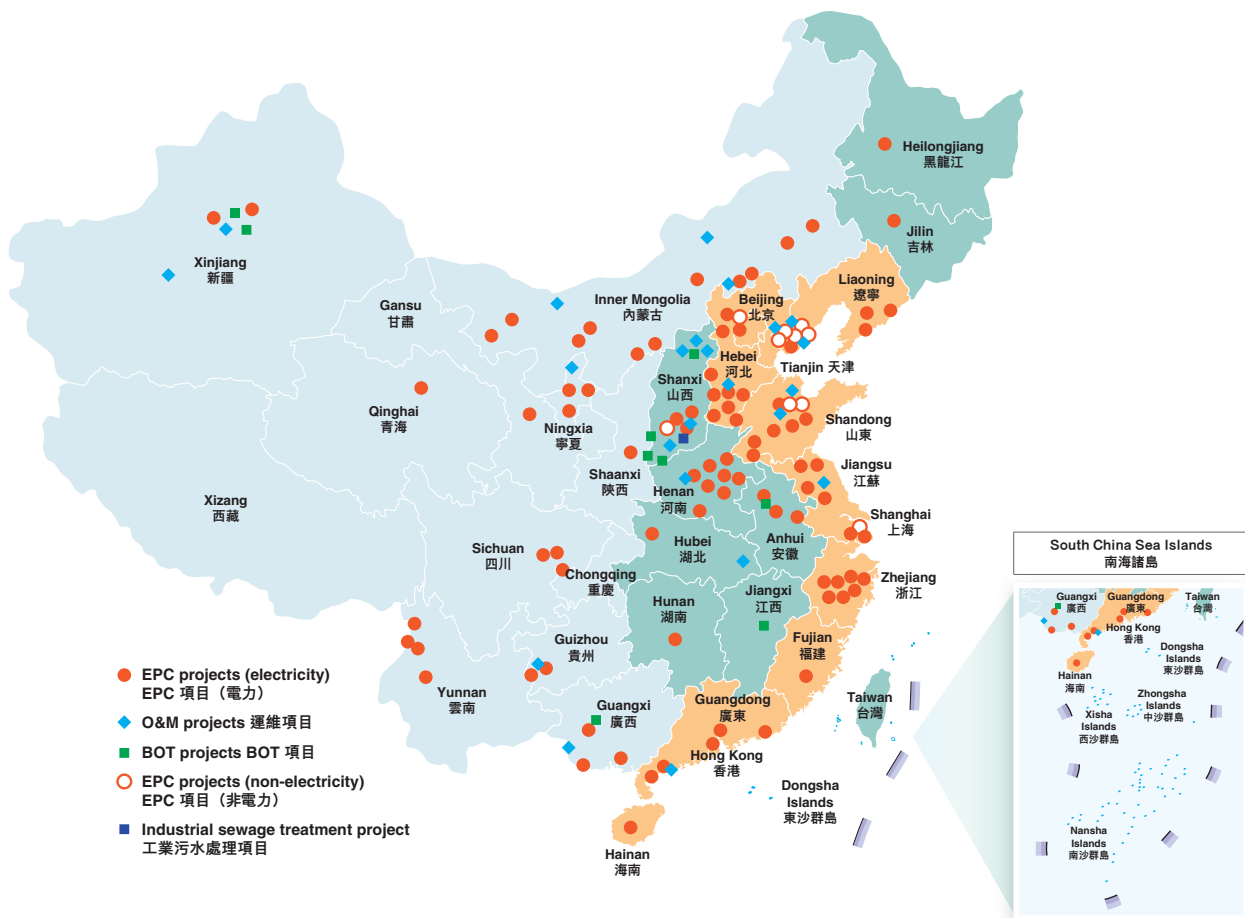 Heilongjiang
黑龍江
Jilin
吉林
Liaoning
遼寧
Xinjiang
新疆
Gansu
甘肅
Inner Mongolia
內蒙古
Beijing
北京
Hebei
河北
Tianjin 天津
Shanxi
山西
Qinghai
青海
Ningxia
寧夏
Shandong
山東
Shaanxi
陝西
Henan
河南
Jiangsu
江蘇
Xizang
西藏
Shanghai
上海
Anhui
安徽
Hubei
湖北
Sichuan
四川
Chongqing
重慶
Zhejiang
浙江
Hunan
湖南
Jiangxi
江西
Guizhou
貴州
Fujian
福建
Yunnan
雲南
Guangxi
廣西
Guangdong
廣東
Taiwan
台灣
Hong Kong
香港
Dongsha
Islands
東沙群島
Hainan
海南
EPC projects (electricity)
EPC 項目（電力）
O&M projects 運維項目
BOT projects BOT 項目
EPC projects (non-electricity)
EPC 項目（非電力）
Industrial sewage treatment project
工業污水處理項目
South China Sea Islands
南海諸島
Guangxi
廣西
Guangdong
廣東
Taiwan
台灣
Hong Kong
香港
Dongsha
Islands
東沙群島
Hainan
海南
Zhongsha
Islands
中沙群島
Xisha
Islands
西沙群島
Nansha
Islands
南沙群島